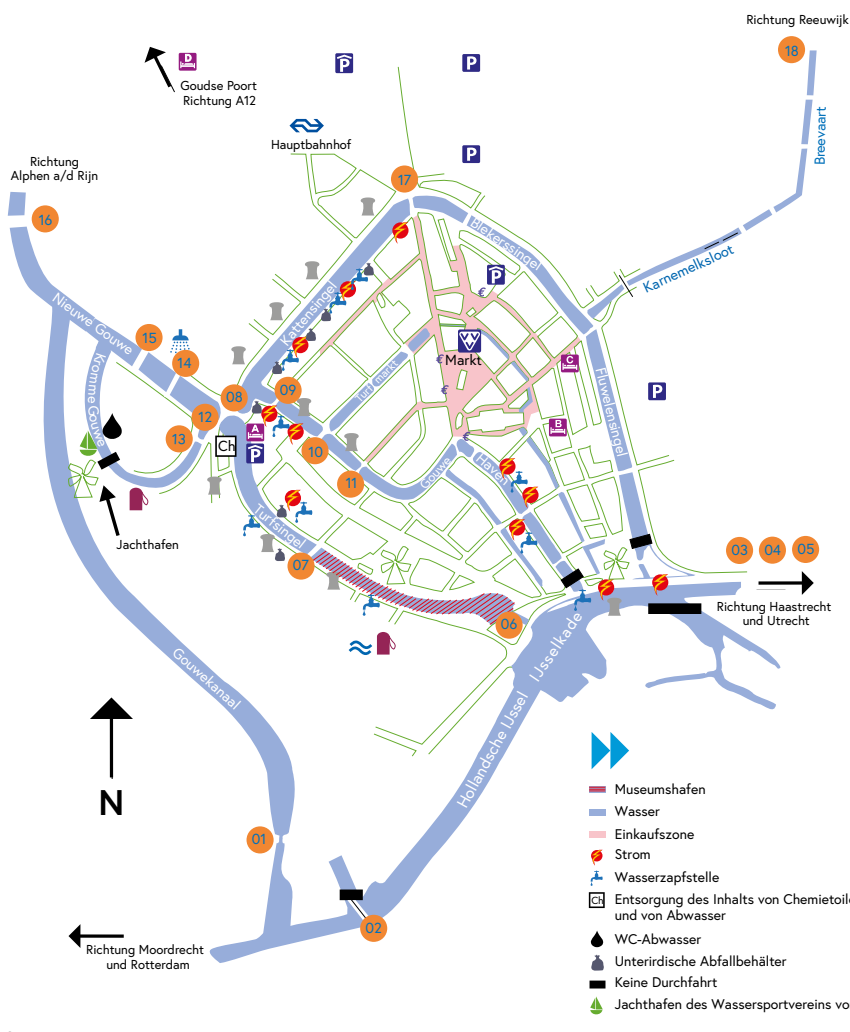 Richtung Reeuwijk
18
D
Goudse Poort
Richtung A12
P
P
P
Hauptbahnhof
Richtung
Alphen a/d Rijn
16
17
Breevaart
Blekerssingel
Karnemelksloot
P
€
Kattensingel
Nieuwe Gouwe
15
14
Kromme Gouwe
€
Markt
€
€
Turfmarkt
C
Fluwelensingel
P
08
09
12
13
Ch
A
P
10
11
B
Gouwe
Haven
Jachthafen
Turfsingel
07
06
03 04 05
Richtung Haastrecht
und Utrecht
Gouwekanaal
Hollandsche IJssel
IJsselkade
N
01
02
Richtung Moordrecht
und Rotterdam
Museumshafen
Wasser
Einkaufszone
Strom
Wasserzapfstelle
Ch Entsorgung des Inhalts von Chemietoile
und von Abwasser
WC-Abwasser
Unterirdische Abfallbehälter
Keine Durchfahrt
Jachthafen des Wassersportvereins vo